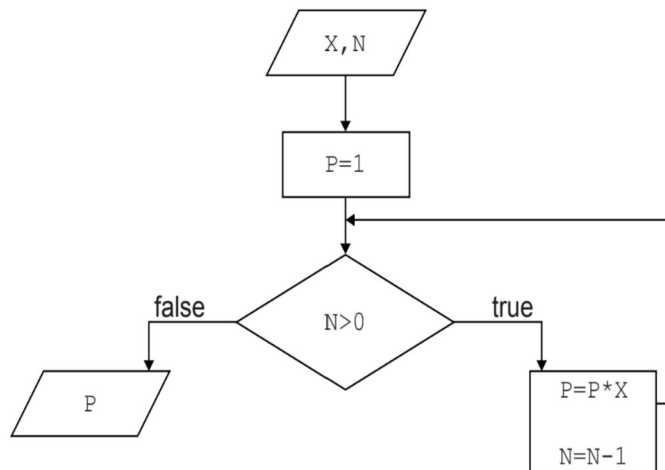 X,N
P=1
N>0
false
true
P
P=P*X
N=N-1